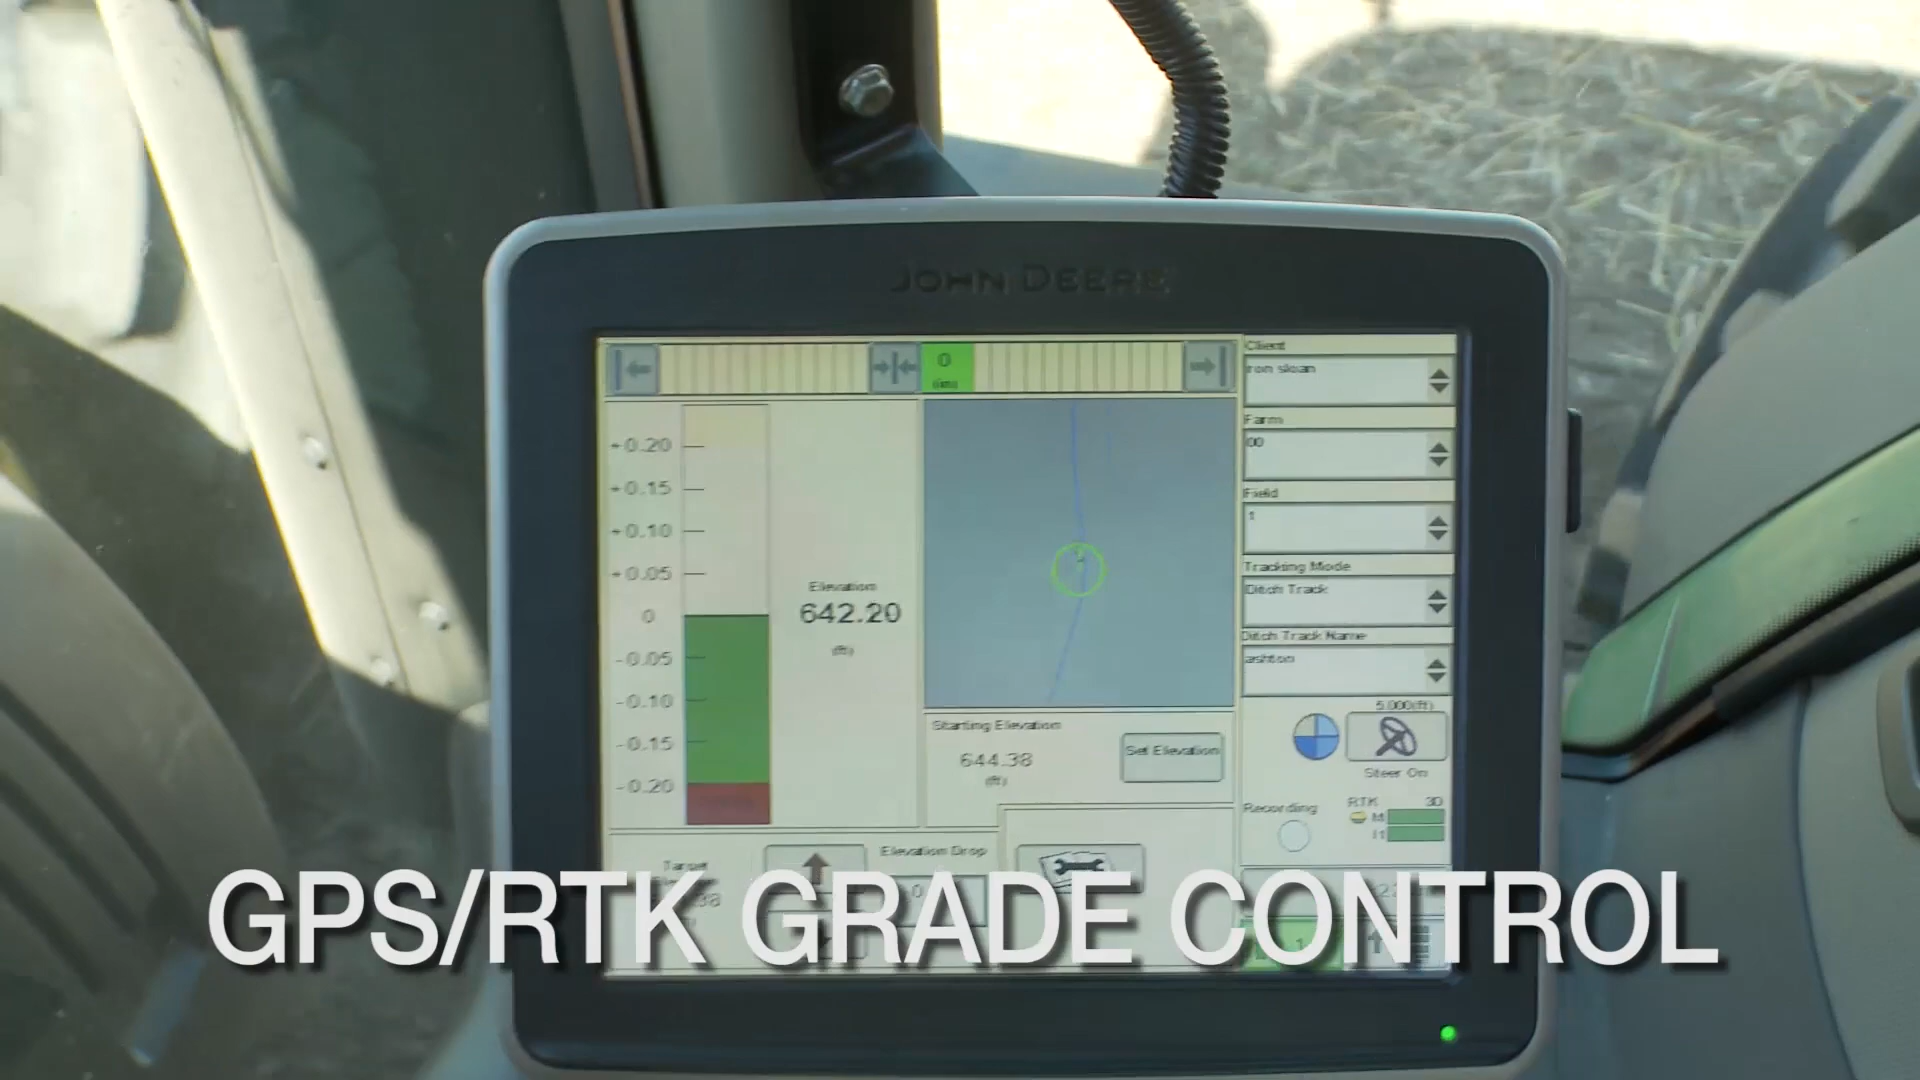 JOHN DEERE
0
(in)
Client
iron sloan
Farm
00
Field
1
Tracking Mode
Ditch Track
Ditch Track Name
ashton
+0.20
+0.15
+0.10
+0.05
0
-0.05
-0.10
-0.15
-0.20
Elevation
642.20
(ft)
Starting Elevation
644.38
(ft)
Set Elevation
5.000(ft)
Steer On
Recording
RTK 3D
Target
Elevation Drop
GPS/RTK GRADE CONTROL